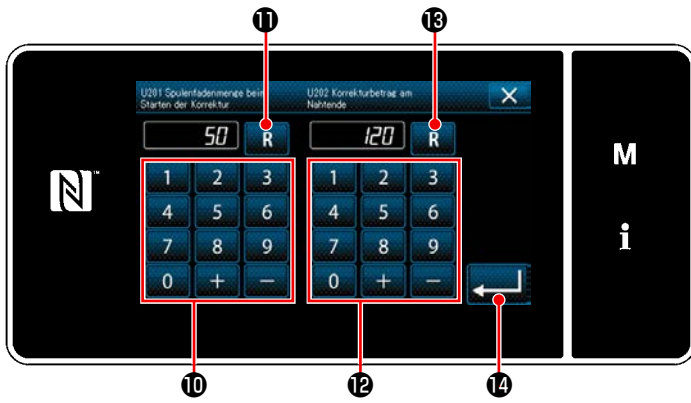 ⓫ ⓭
U201 Spulenfadenmenge beim
Starten der Korrektur
U202 Korrekturbetrag am
Nahtende
50 R 120 R
1 2 3 1 2 3
4 5 6 4 5 6
7 8 9 7 8 9
0 + − 0 + −
M
i
N™
❿ ⓬ ⓮